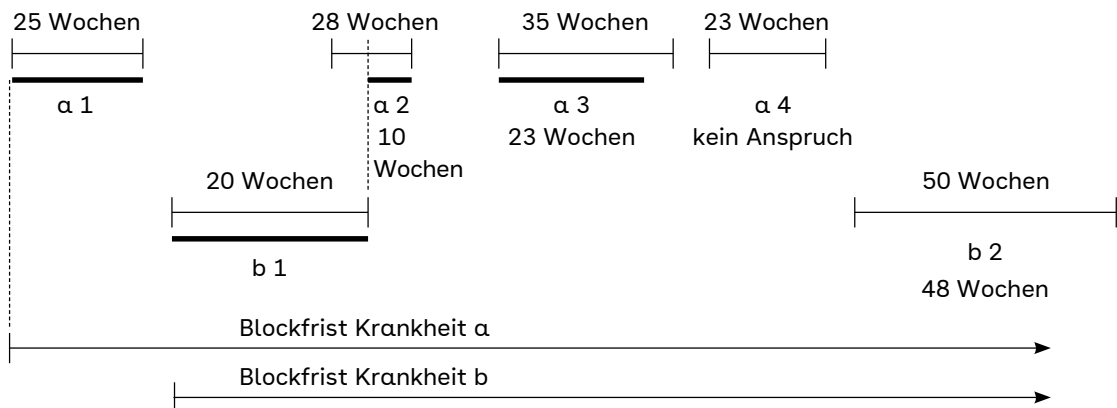 25 Wochen
28 Wochen
35 Wochen
23 Wochen
a 1
a 2
10
Wochen
a 3
23 Wochen
a 4
kein Anspruch
20 Wochen
b 1
50 Wochen
b 2
48 Wochen
Blockfrist Krankheit a
Blockfrist Krankheit b